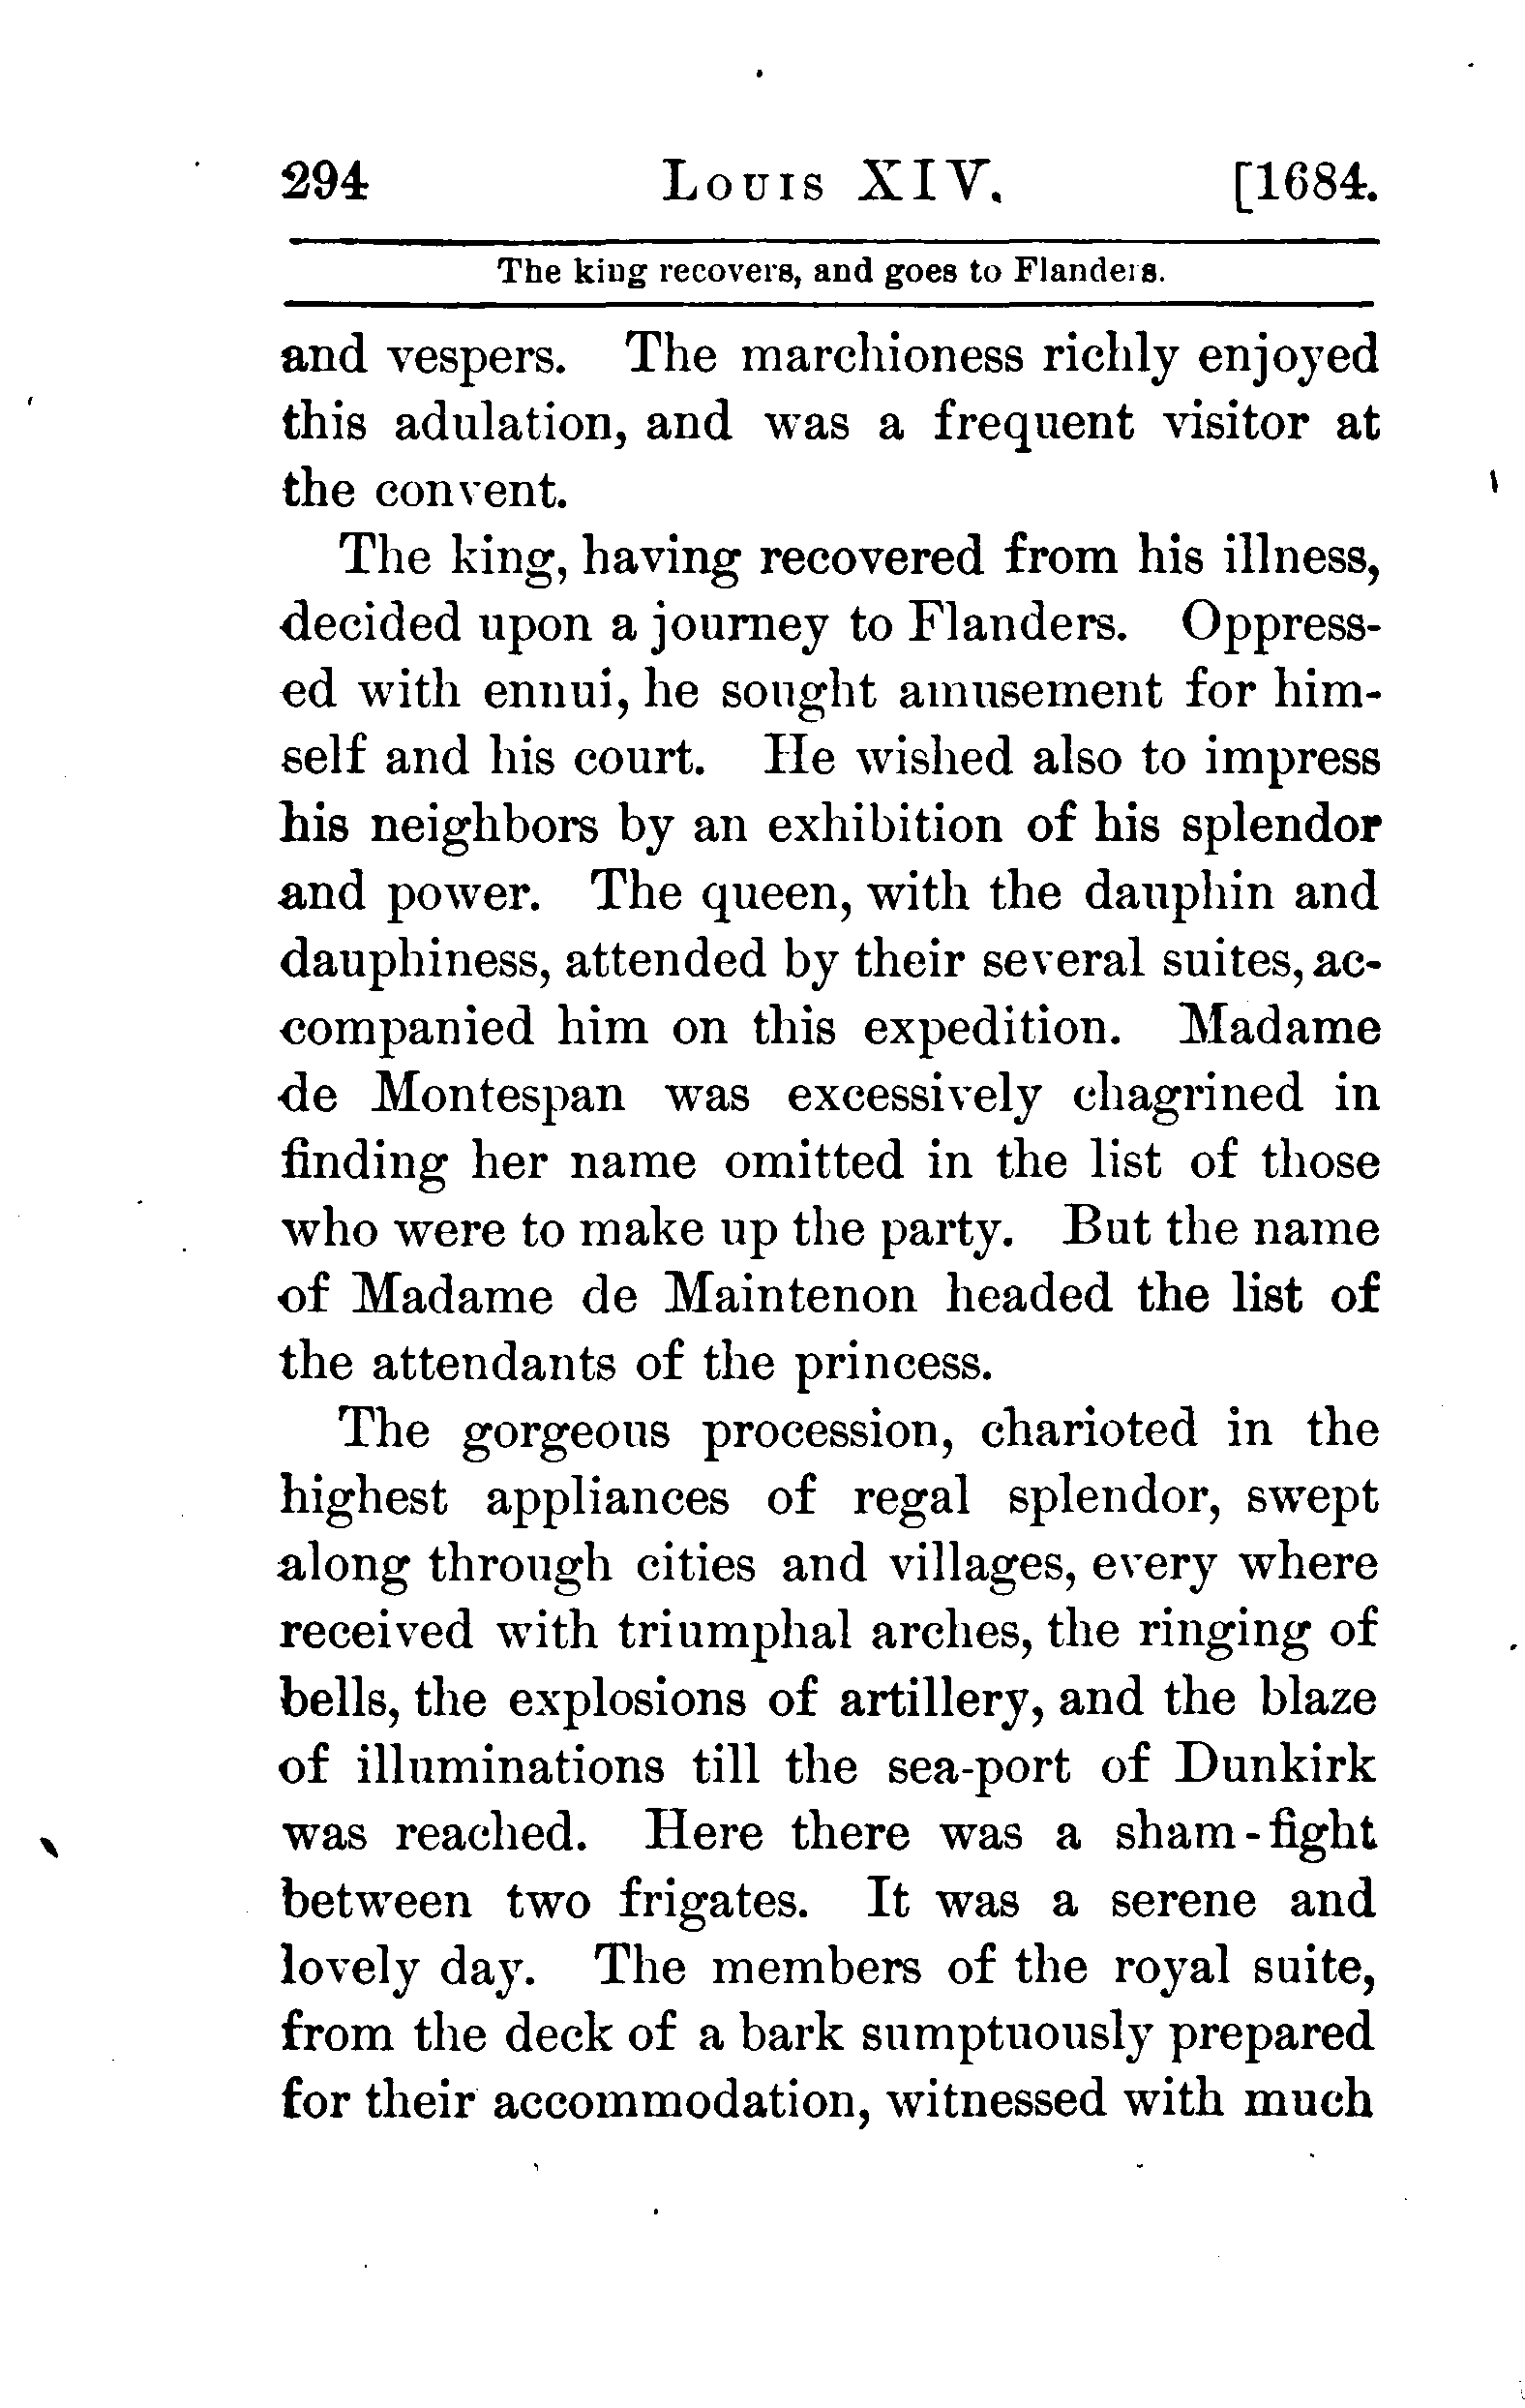 294 Louis XIV. [1684.
The king recovers, and goes to Flanders.
and vespers. The marchioness richly enjoyed
this adulation, and was a frequent visitor at
the convent.
The king, having recovered from his illness,
decided upon a journey to Flanders. Oppress-
ed with ennui, he sought amusement for him-
self and his court. He wished also to impress
his neighbors by an exhibition of his splendor
and power. The queen, with the dauphin and
dauphiness, attended by their several suites, ac-
companied him on this expedition. Madame
de Montespan was excessively chagrined in
finding her name omitted in the list of those
who were to make up the party. But the name
of Madame de Maintenon headed the list of
the attendants of the princess.
The gorgeous procession, charioted in the
highest appliances of regal splendor, swept
along through cities and villages, every where
received with triumphal arches, the ringing of
bells, the explosions of artillery, and the blaze
of illuminations till the sea-port of Dunkirk
was reached. Here there was a sham-fight
between two frigates. It was a serene and
lovely day. The members of the royal suite,
from the deck of a bark sumptuously prepared
for their accommodation, witnessed with much